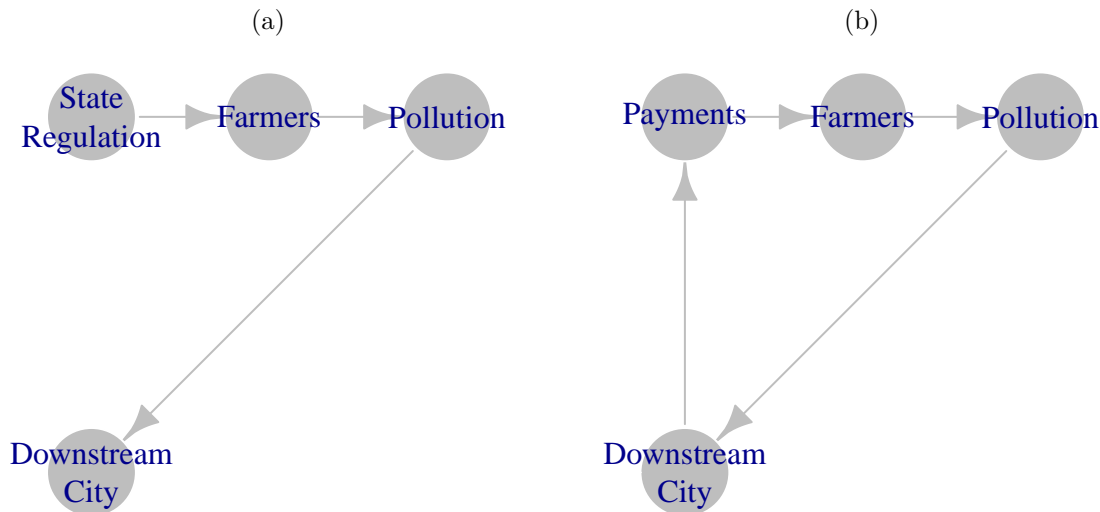 (a)
State
Regulation
Farmers
Pollution
Downstream
City
(b)
Payments
Farmers
Pollution
Downstream
City